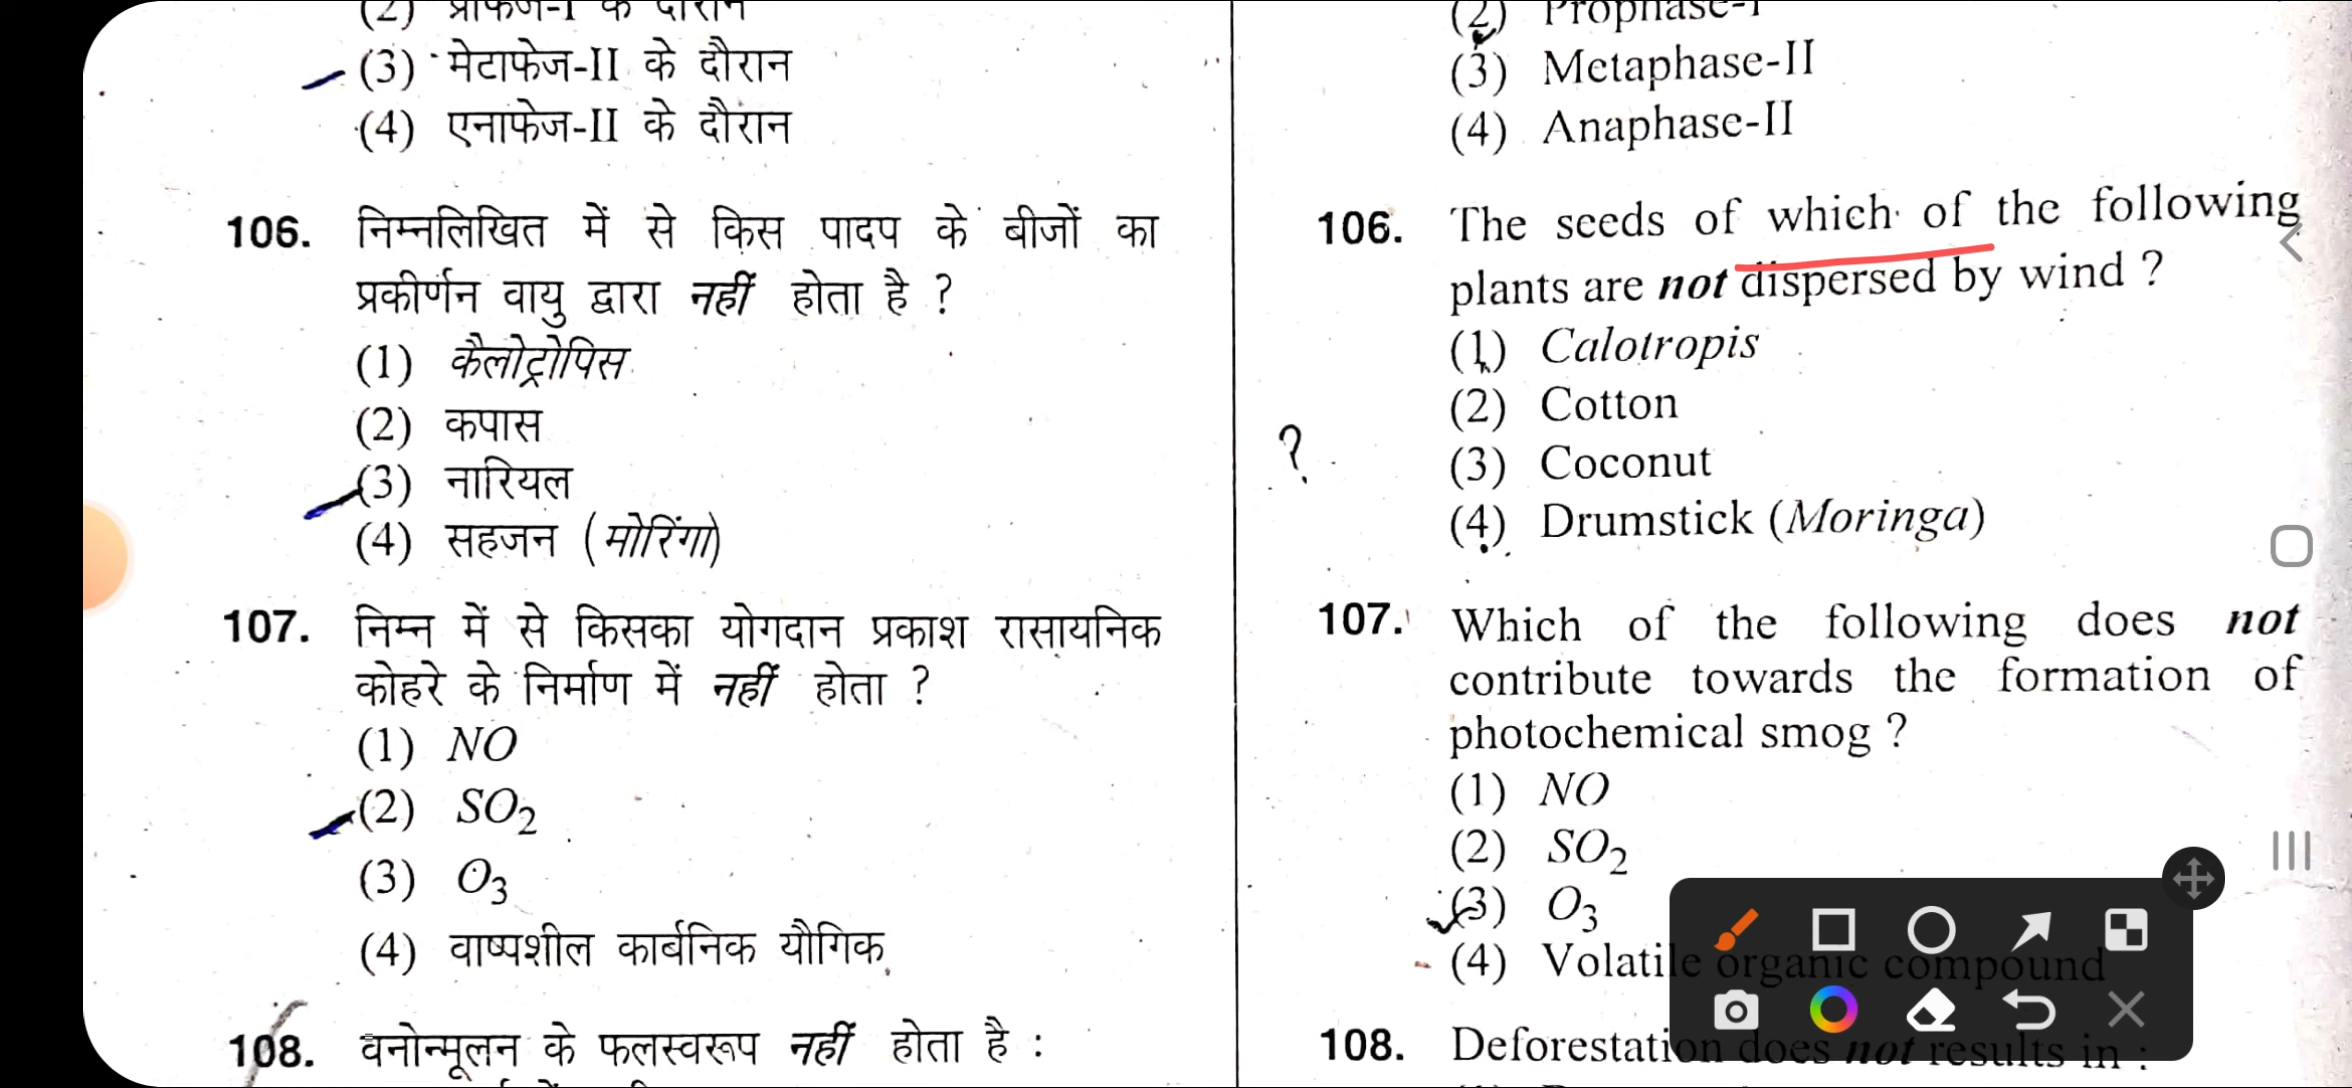 (3) मेटाफेज-II के दौरान
(4) एनाफेज-II के दौरान
106. निम्नलिखित में से किस पादप के बीजों का
प्रकीर्णन वायु द्वारा नहीं होता है ?
(1) कैलोट्रोपिस
(2) कपास
(3) नारियल
(4) सहजन (मोरिंगा)
107. निम्न में से किसका योगदान प्रकाश रासायनिक
कोहरे के निर्माण में नहीं होता ?
(1) NO
(2) SO2
(3) O3
(4) वाष्पशील कार्बनिक यौगिक
108. वनोन्मूलन के फलस्वरूप नहीं होता है :
(2) Prophase-I
(3) Metaphase-II
(4) Anaphase-II
106. The seeds of which of the following
plants are not dispersed by wind ?
(1) Calotropis
(2) Cotton
?
(3) Coconut
(4) Drumstick (Moringa)
107. Which of the following does not
contribute towards the formation of
photochemical smog ?
(1) NO
(2) SO2
(3) O3
(4) Volatile organic compound
108. Deforestation does not results in :